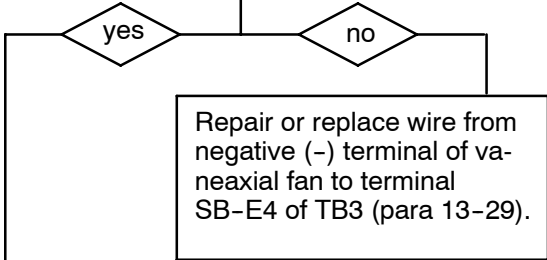 yes
no
Repair or replace wire from
negative (-) terminal of va-
neaxial fan to terminal
SB-E4 of TB3 (para 13-29).